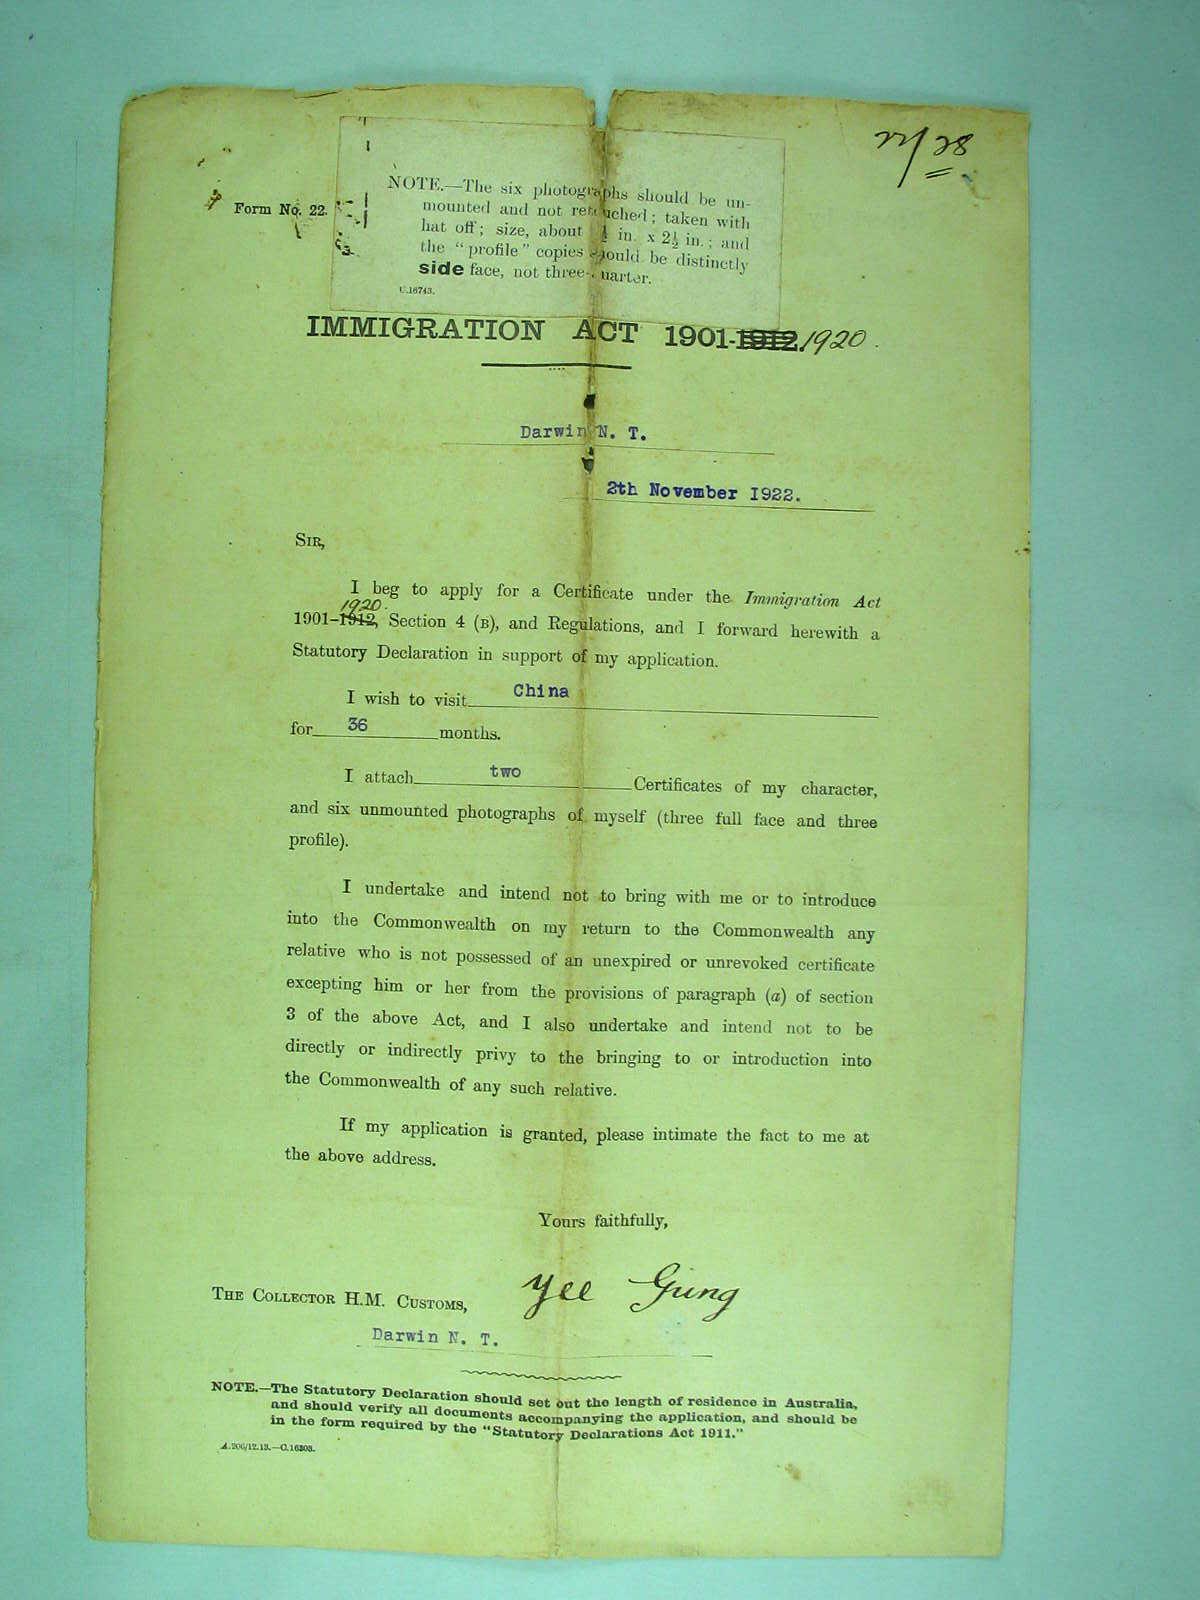 22/28
Form No. 22.
NOTE.—The six photographs should be un-
mounted and not retouched; taken with
hat off; size, about ½ in. x 2½ in.; and
the "profile" copies should be distinctly
side face, not three-quarter.
C.16743.
IMMIGRATION ACT 1901-1912. 1920.
Darwin N. T.
2th November 1922.
SIR,
I beg to apply for a Certificate under the Immigration Act
1920.
1901-1912, Section 4 (B), and Regulations, and I forward herewith a
Statutory Declaration in support of my application.
I wish to visit China
for 36 months.
I attach two Certificates of my character,
and six unmounted photographs of myself (three full face and three
profile).
I undertake and intend not to bring with me or to introduce
into the Commonwealth on my return to the Commonwealth any
relative who is not possessed of an unexpired or unrevoked certificate
excepting him or her from the provisions of paragraph (a) of section
3 of the above Act, and I also undertake and intend not to be
directly or indirectly privy to the bringing to or introduction into
the Commonwealth of any such relative.
If my application is granted, please intimate the fact to me at
the above address.
Yours faithfully,
Yee Gung
THE COLLECTOR H.M. CUSTOMS,
Darwin N. T.
NOTE.—The Statutory Declaration should set out the length of residence in Australia,
and should verify all documents accompanying the application, and should be
in the form required by the "Statutory Declarations Act 1911."
A.200/12.13.—C.16303.